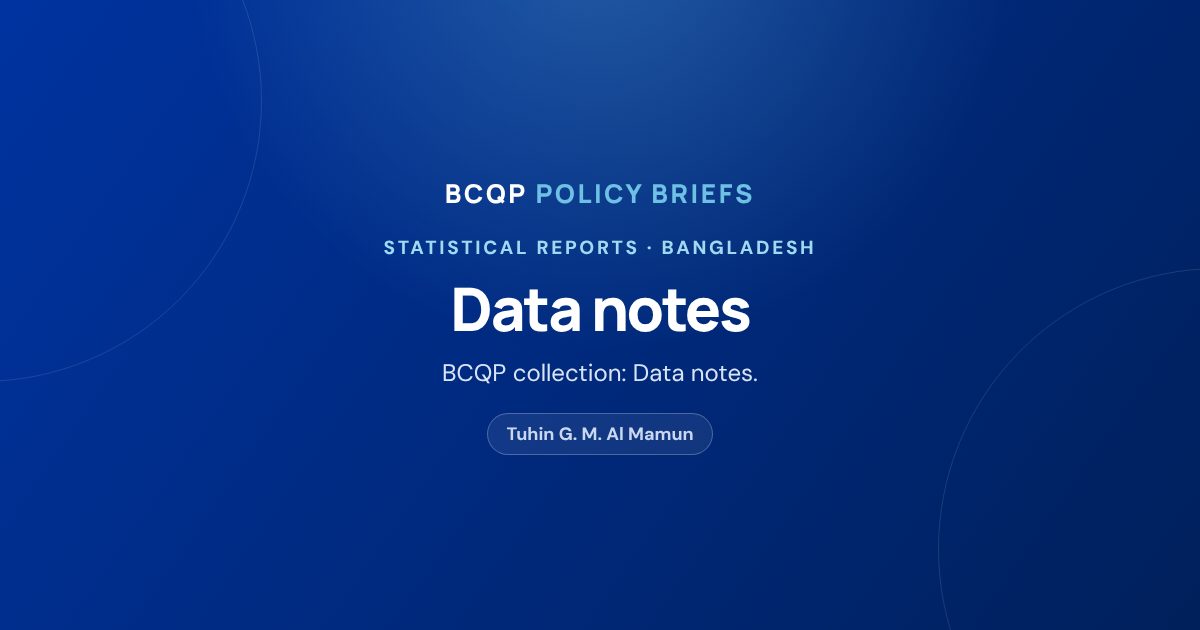 BCQP POLICY BRIEFS
STATISTICAL REPORTS · BANGLADESH
Data notes
BCQP collection: Data notes.
Tuhin G. M. Al Mamun